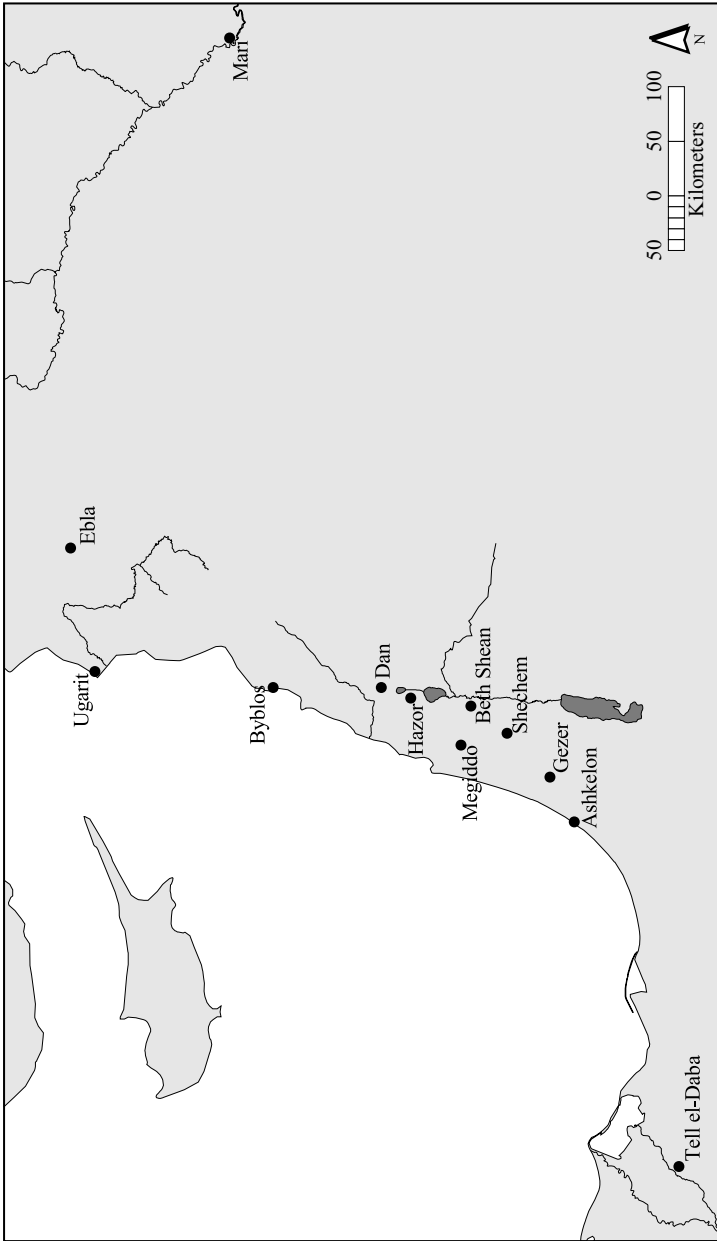 Mari
Ebla
Ugarit
Byblos
Dan
Hazor
Beth Shean
Megiddo
Shechem
Gezer
Ashkelon
Tell el-Daba
N
50 0 50 100
Kilometers